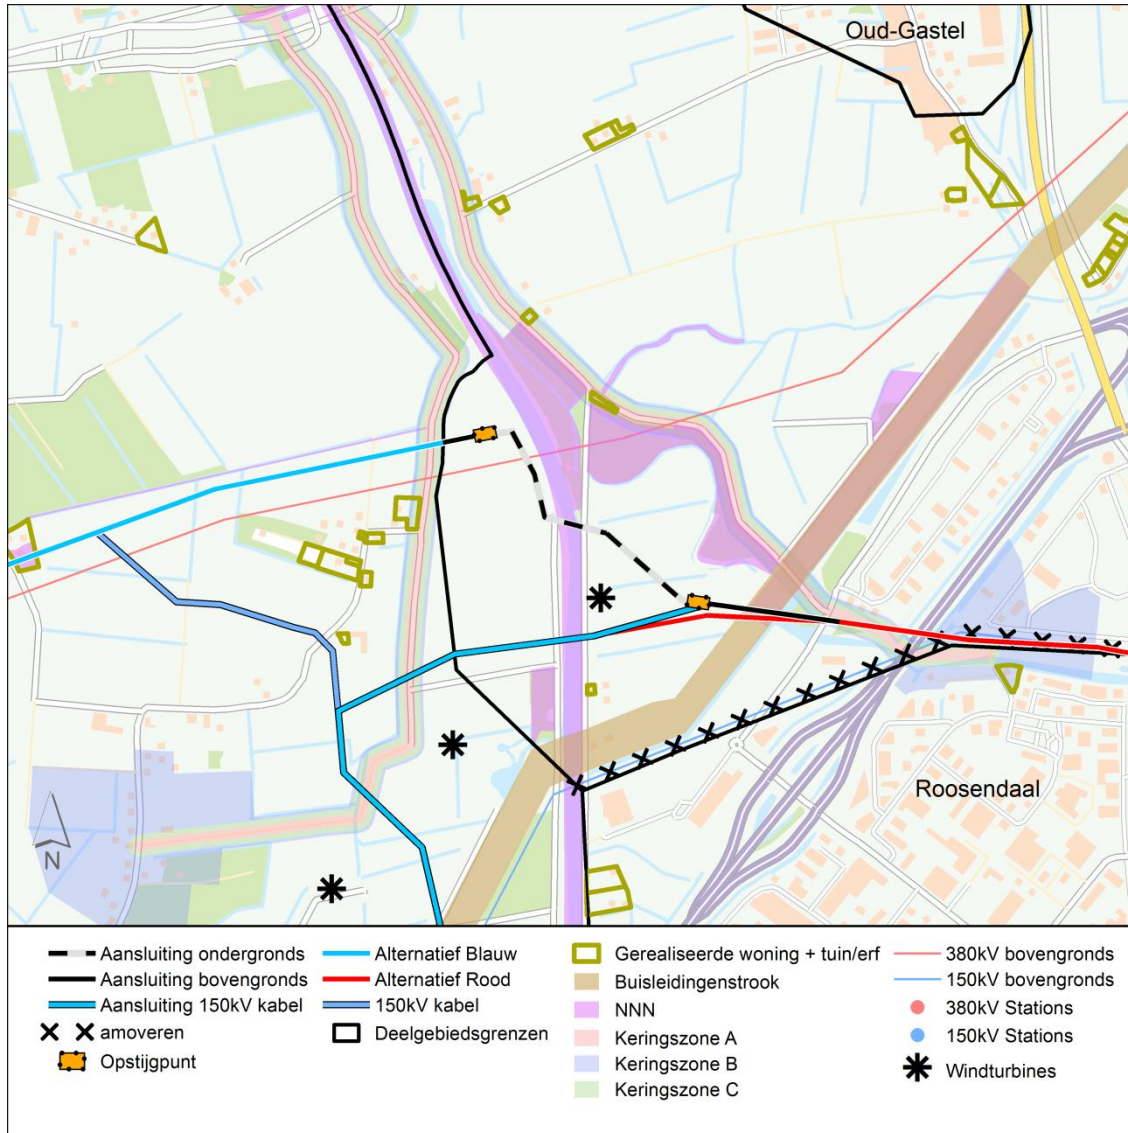 Oud-Gastel
Roosendaal
N
Aansluiting ondergronds
Aansluiting bovengronds
Aansluiting 150kV kabel
amoveren
Opstijgpunt
Alternatief Blauw
Alternatief Rood
150kV kabel
Deelgebiedsgrenzen
Gerealiseerde woning + tuin/erf
Buisleidingenstrook
NNN
Keringszone A
Keringszone B
Keringszone C
380kV bovengronds
150kV bovengronds
380kV Stations
150kV Stations
Windturbines